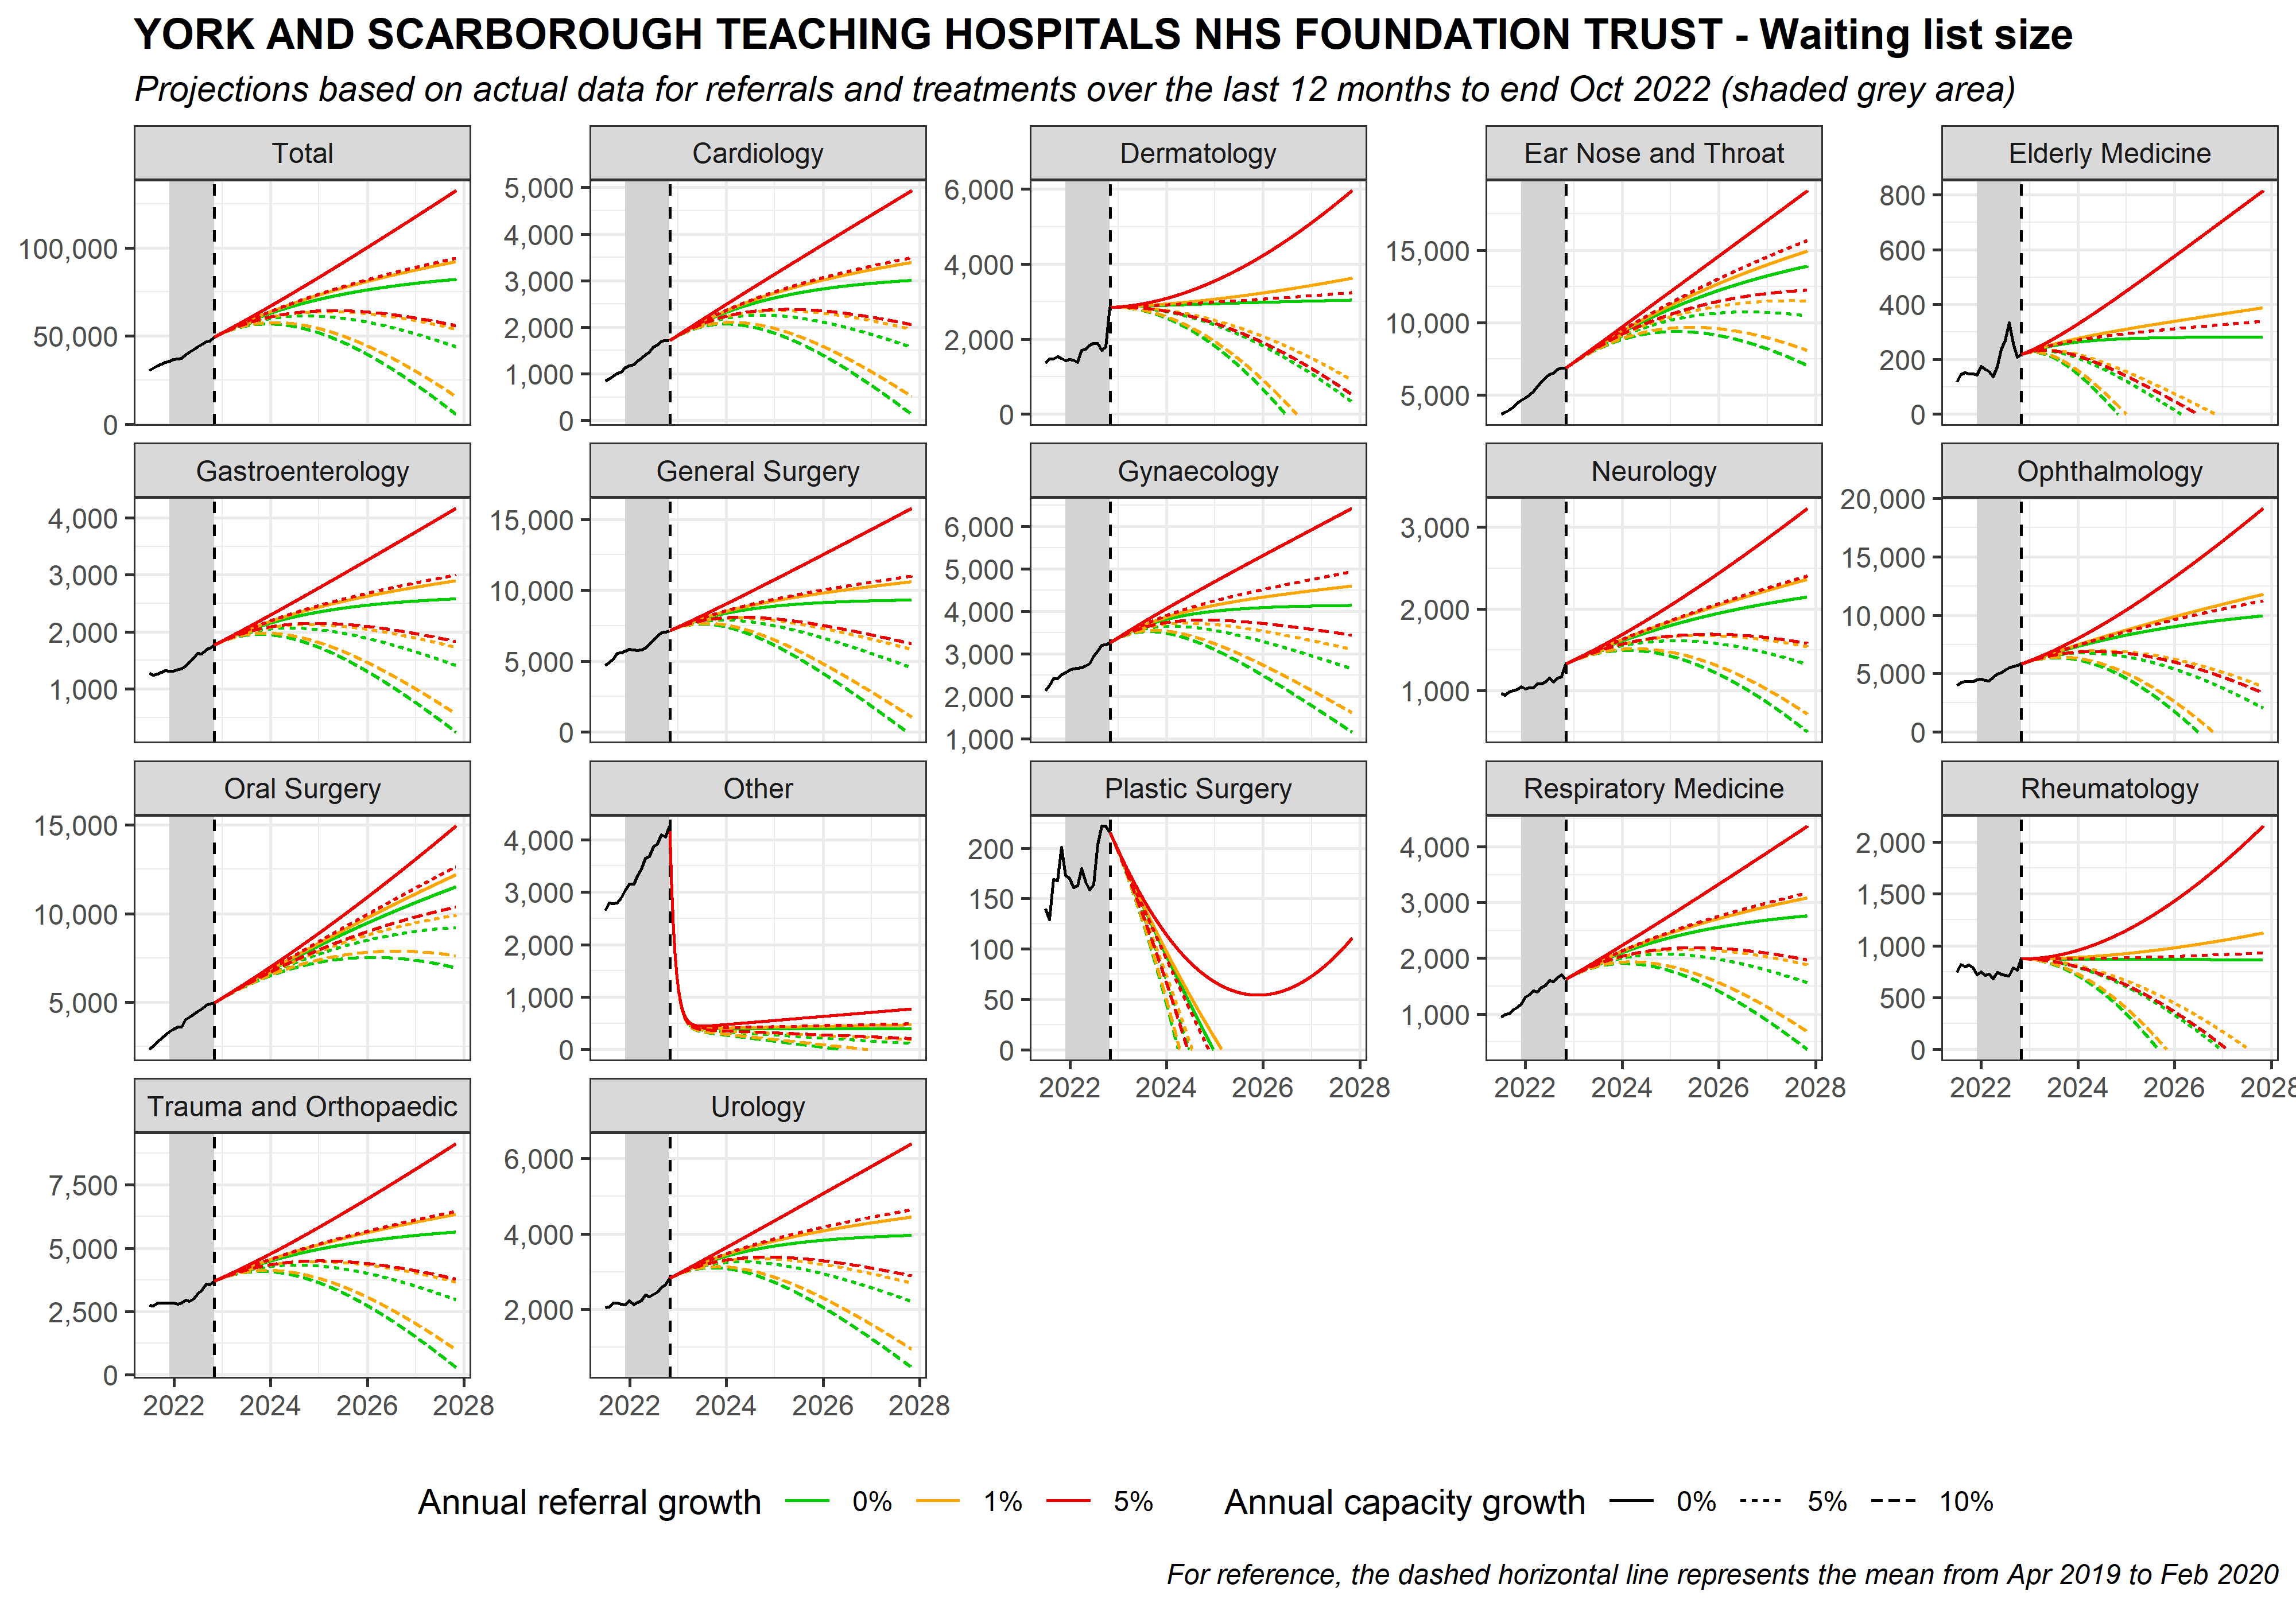 YORK AND SCARBOROUGH TEACHING HOSPITALS NHS FOUNDATION TRUST - Waiting list size
Projections based on actual data for referrals and treatments over the last 12 months to end Oct 2022 (shaded grey area)
Total
100,000
50,000
0
Cardiology
5,000
4,000
3,000
2,000
1,000
0
Dermatology
6,000
4,000
2,000
0
Ear Nose and Throat
15,000
10,000
5,000
Elderly Medicine
800
600
400
200
0
Gastroenterology
4,000
3,000
2,000
1,000
General Surgery
15,000
10,000
5,000
0
Gynaecology
6,000
5,000
4,000
3,000
2,000
1,000
Neurology
3,000
2,000
1,000
Ophthalmology
20,000
15,000
10,000
5,000
0
Oral Surgery
15,000
10,000
5,000
Other
4,000
3,000
2,000
1,000
0
Plastic Surgery
200
150
100
50
0
2022 2024 2026 2028
Respiratory Medicine
4,000
3,000
2,000
1,000
2022 2024 2026 2028
Rheumatology
2,000
1,500
1,000
500
0
2022 2024 2026 2028
Trauma and Orthopaedic
7,500
5,000
2,500
0
2022 2024 2026 2028
Urology
6,000
4,000
2,000
2022 2024 2026 2028
Annual referral growth 0% 1% 5% Annual capacity growth 0% 5% 10%
For reference, the dashed horizontal line represents the mean from Apr 2019 to Feb 2020